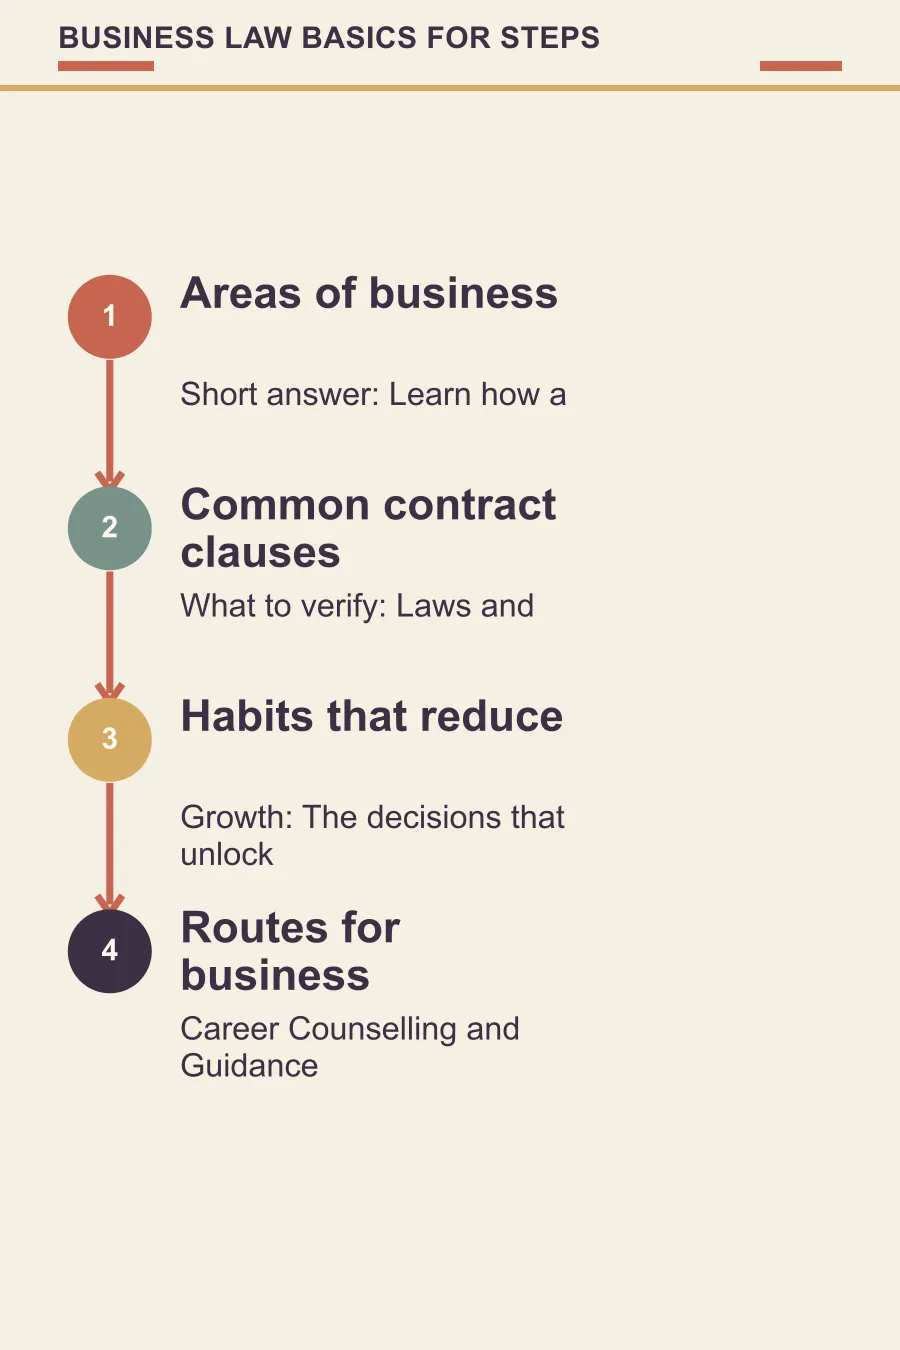 BUSINESS LAW BASICS FOR STEPS
1
Areas of business
Short answer: Learn how a
2
Common contract
clauses
What to verify: Laws and
3
Habits that reduce
Growth: The decisions that
unlock
4
Routes for
business
Career Counselling and
Guidance